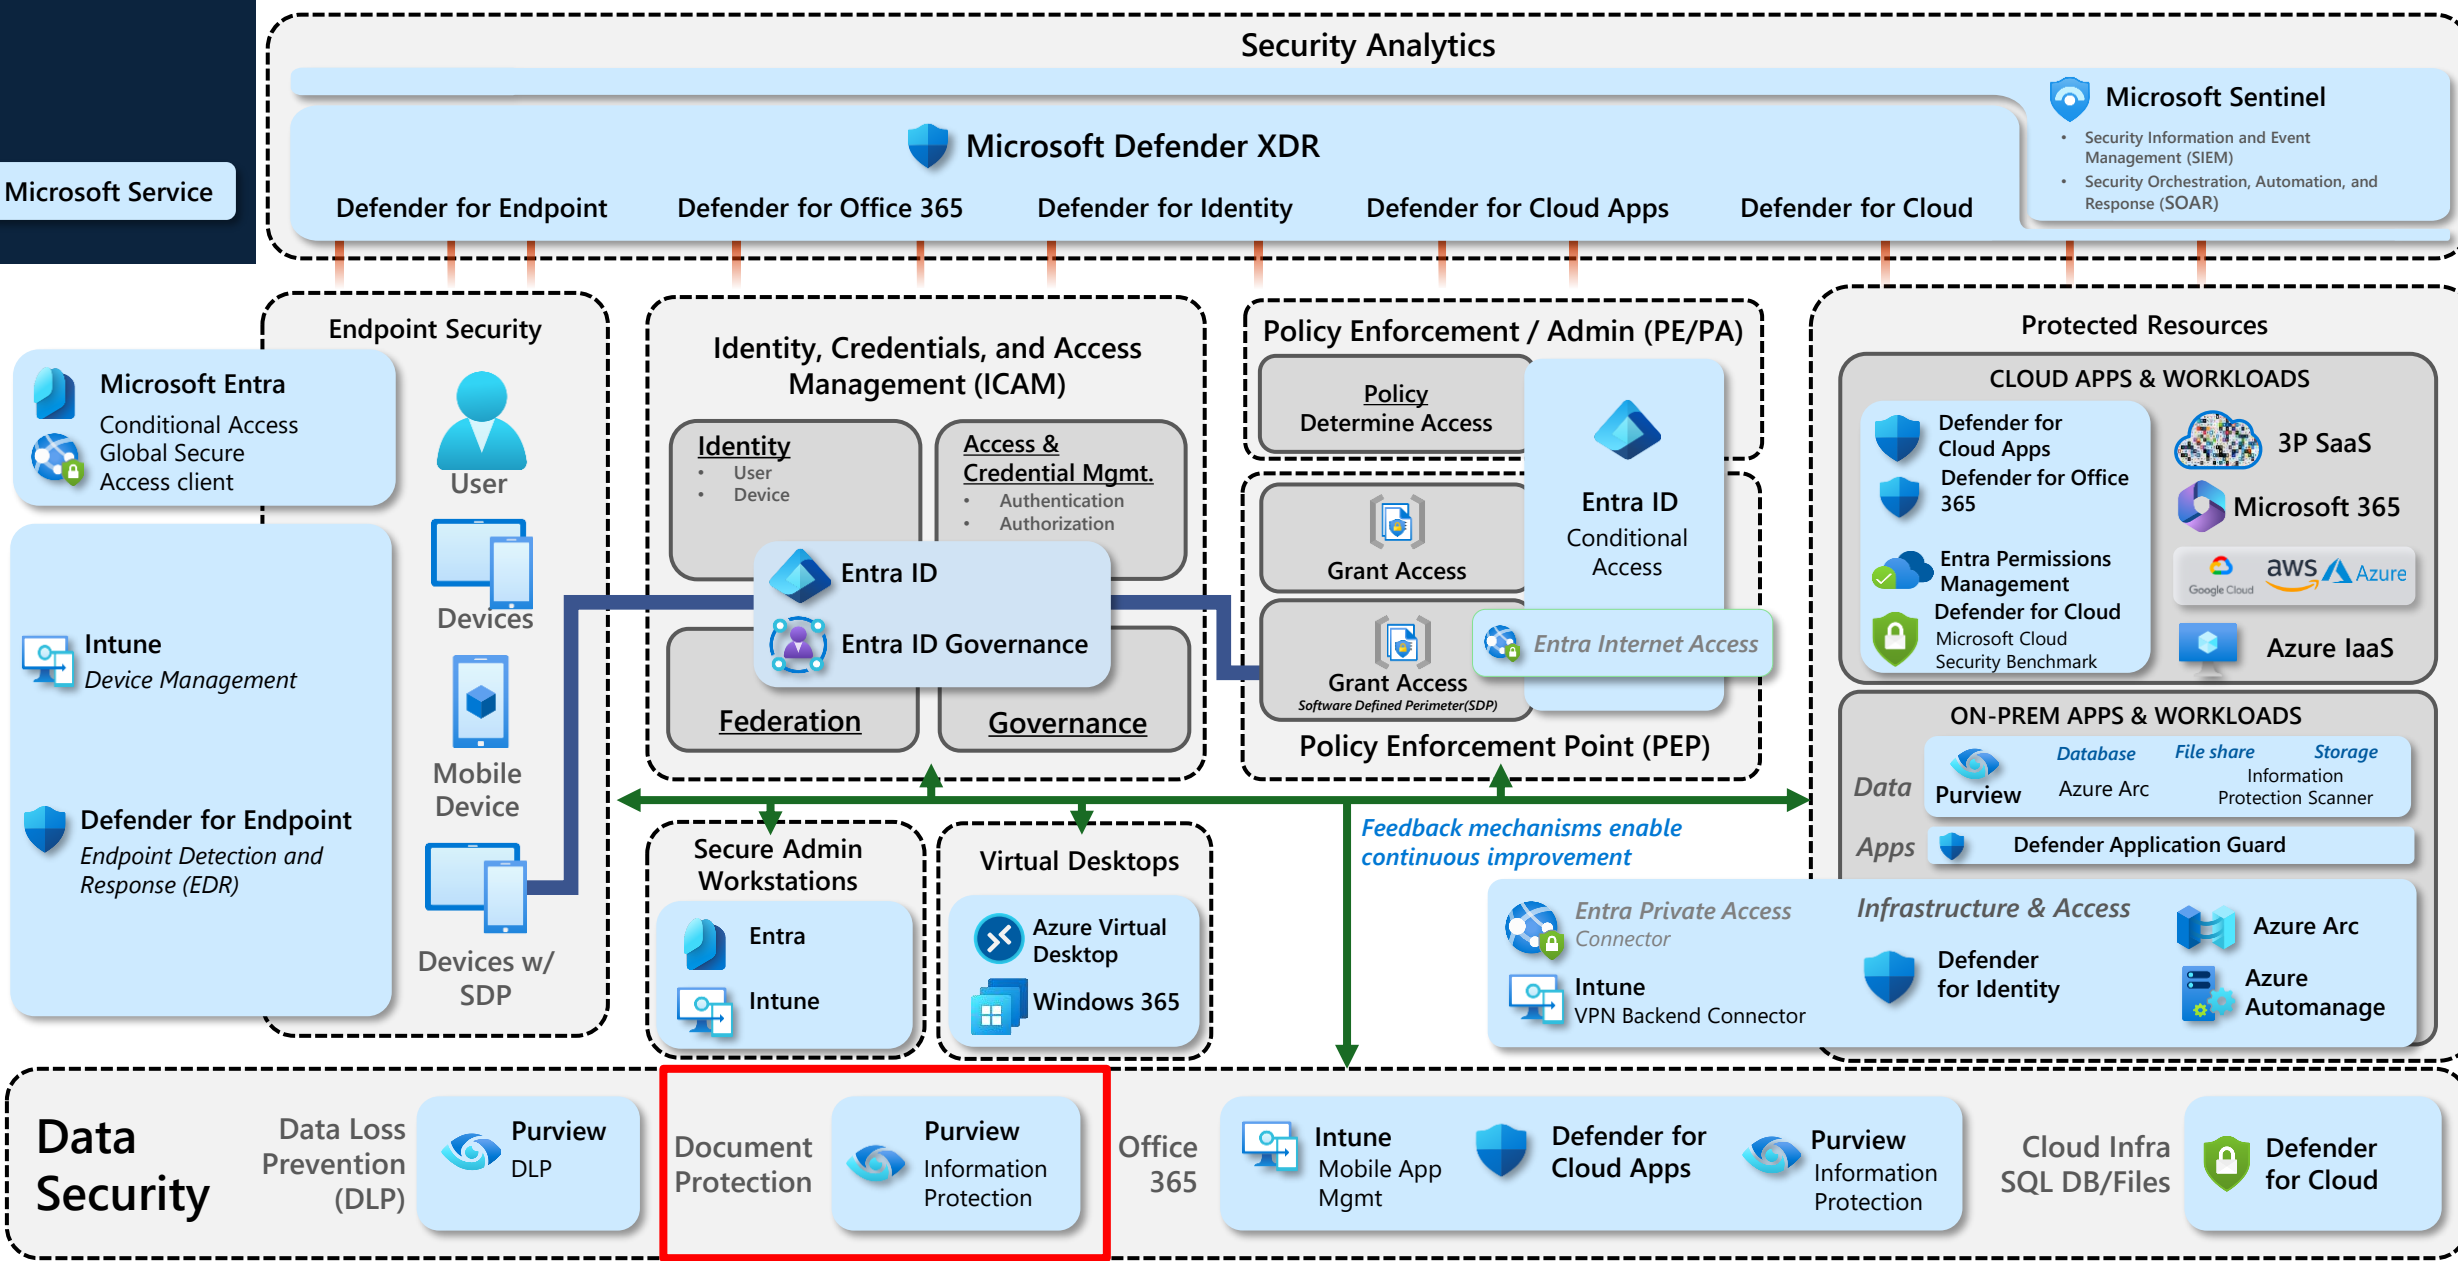 Security Analytics
Microsoft Service
Microsoft Defender XDR
Defender for Endpoint
Defender for Office 365
Defender for Identity
Defender for Cloud Apps
Defender for Cloud
Microsoft Sentinel
• Security Information and Event
Management (SIEM)
• Security Orchestration, Automation, and
Response (SOAR)
Endpoint Security
Microsoft Entra
Conditional Access
Global Secure
Access client
Intune
Device Management
Defender for Endpoint
Endpoint Detection and
Response (EDR)
User
Devices
Mobile
Device
Devices w/
SDP
Identity, Credentials, and Access
Management (ICAM)
Identity
• User
• Device
Access &
Credential Mgmt.
• Authentication
• Authorization
Entra ID
Entra ID Governance
Federation
Governance
Policy Enforcement / Admin (PE/PA)
Policy
Determine Access
Grant Access
Grant Access
Software Defined Perimeter(SDP)
Entra ID
Conditional
Access
Entra Internet Access
Policy Enforcement Point (PEP)
Protected Resources
CLOUD APPS & WORKLOADS
Defender for
Cloud Apps
Defender for Office
365
Entra Permissions
Management
Defender for Cloud
Microsoft Cloud
Security Benchmark
3P SaaS
Microsoft 365
Google Cloud
aws
Azure
Azure IaaS
ON-PREM APPS & WORKLOADS
Data
Purview
Database
Azure Arc
File share
Storage
Information
Protection Scanner
Apps
Defender Application Guard
Secure Admin
Workstations
Entra
Intune
Virtual Desktops
Azure Virtual
Desktop
Windows 365
Feedback mechanisms enable
continuous improvement
Entra Private Access
Connector
Intune
VPN Backend Connector
Infrastructure & Access
Defender
for Identity
Azure Arc
Azure
Automanage
Data
Security
Data Loss
Prevention
(DLP)
Purview
DLP
Document
Protection
Purview
Information
Protection
Office
365
Intune
Mobile App
Mgmt
Defender for
Cloud Apps
Purview
Information
Protection
Cloud Infra
SQL DB/Files
Defender
for Cloud